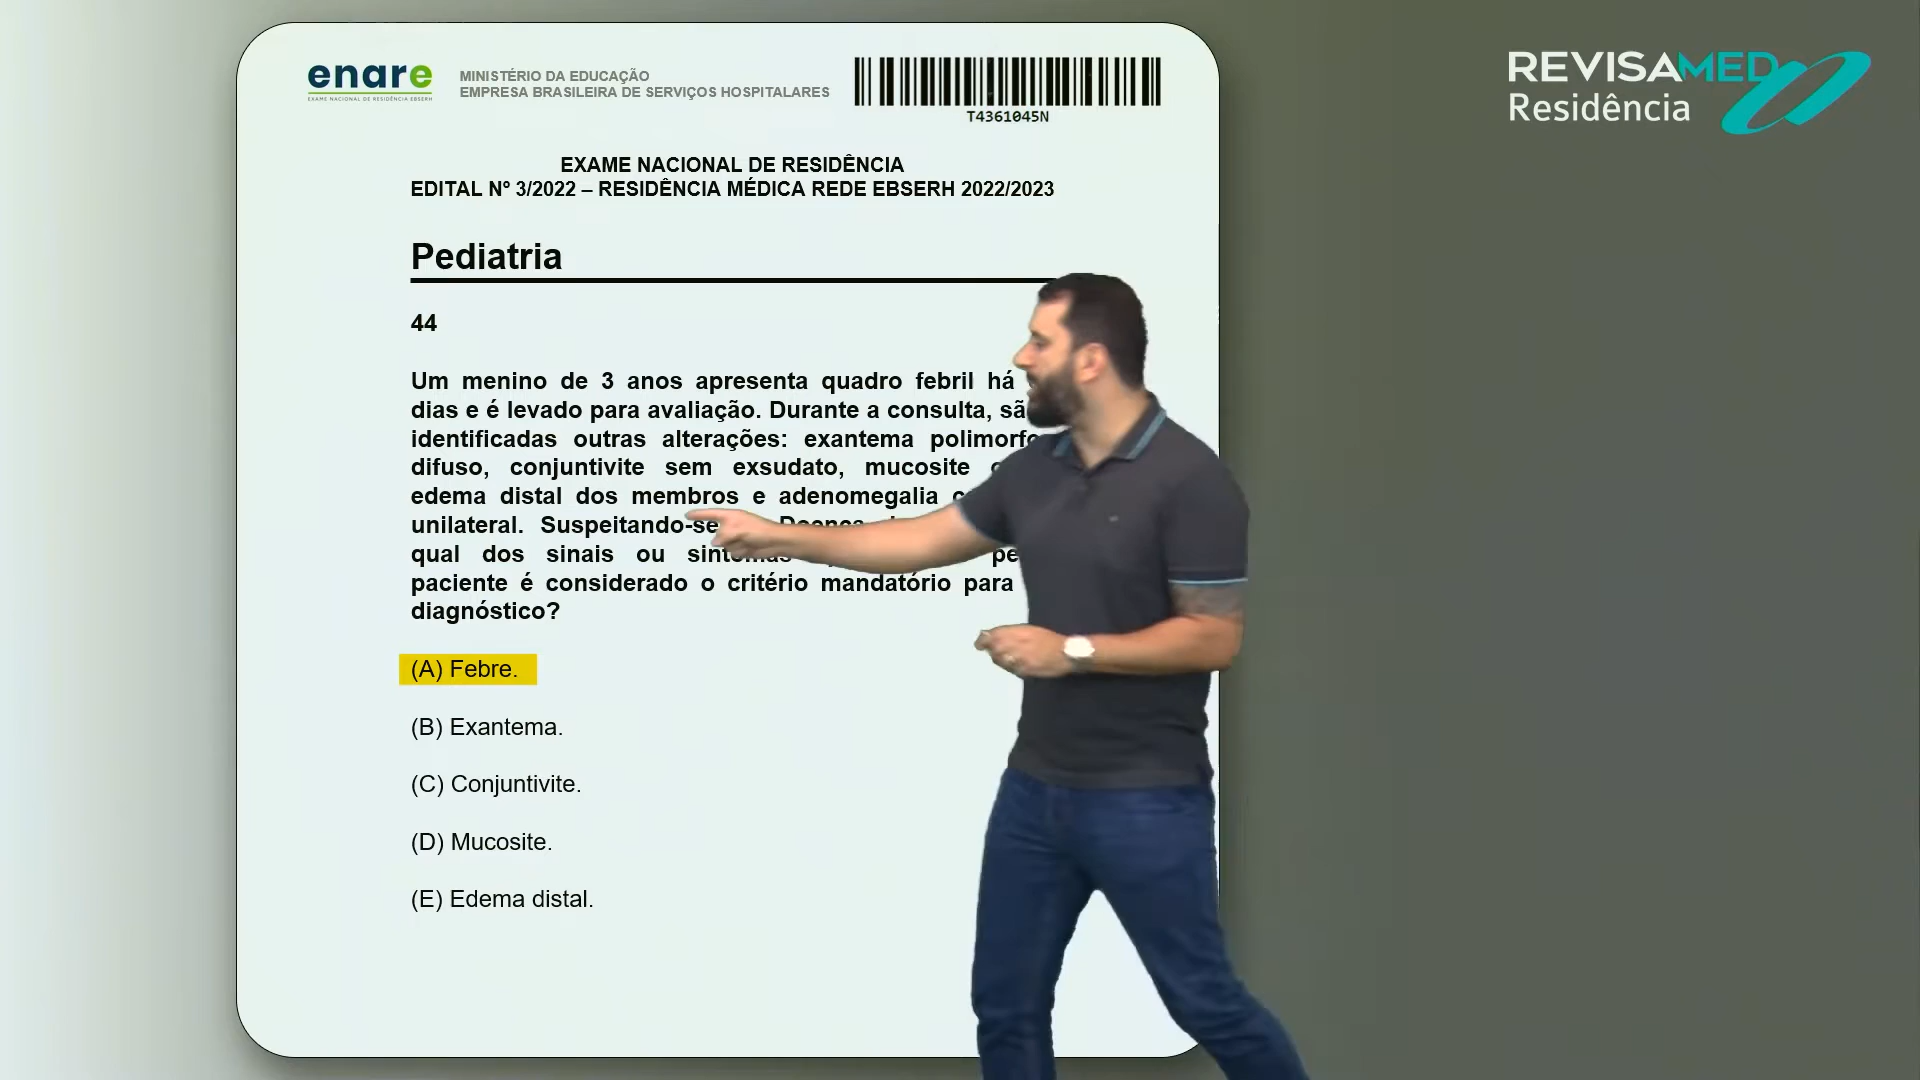 enare
EXAME NACIONAL DE RESIDÊNCIA EBSERH
MINISTÉRIO DA EDUCAÇÃO
EMPRESA BRASILEIRA DE SERVIÇOS HOSPITALARES
T4361045N
REVISAMED
Residência
EXAME NACIONAL DE RESIDÊNCIA
EDITAL Nº 3/2022 – RESIDÊNCIA MÉDICA REDE EBSERH 2022/2023
Pediatria
44
Um menino de 3 anos apresenta quadro febril há
dias e é levado para avaliação. Durante a consulta, são
identificadas outras alterações: exantema polimorfo
difuso, conjuntivite sem exsudato, mucosite
edema distal dos membros e adenomegalia
unilateral. Suspeitando-se Doença
qual dos sinais ou sintomas
paciente é considerado o critério mandatório para
diagnóstico?
(A) Febre.
(B) Exantema.
(C) Conjuntivite.
(D) Mucosite.
(E) Edema distal.